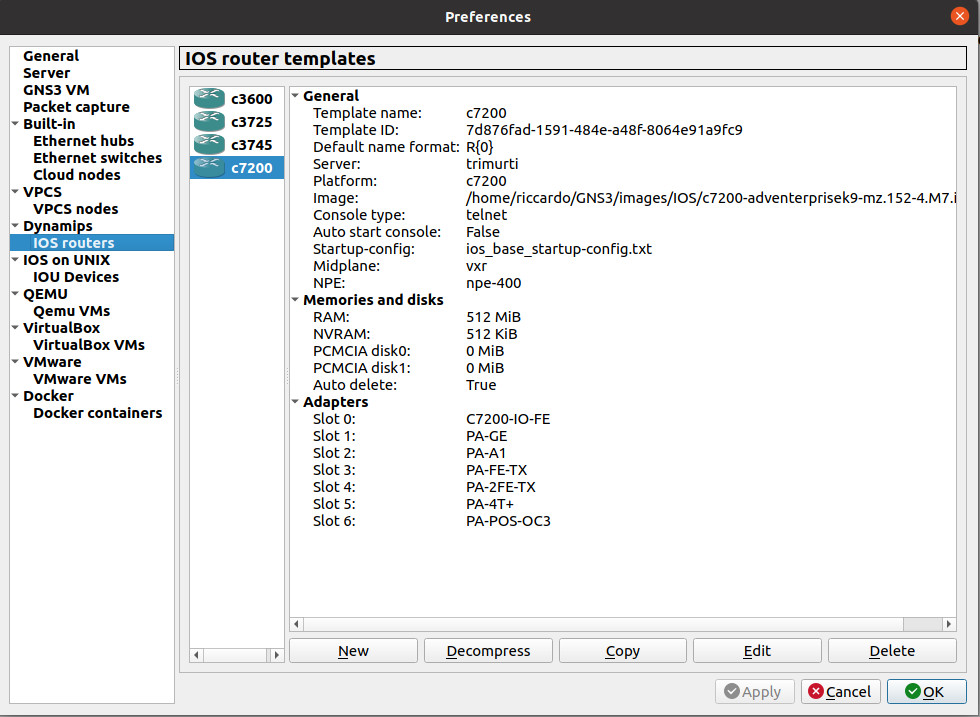 Preferences
General
Server
GNS3 VM
Packet capture
Built-in
Ethernet hubs
Ethernet switches
Cloud nodes
VPCS
VPCS nodes
Dynamips
IOS routers
IOS on UNIX
IOU Devices
QEMU
Qemu VMs
VirtualBox
VirtualBox VMs
VMware
VMware VMs
Docker
Docker containers
IOS router templates
c3600
c3725
c3745
c7200
General
Template name: c7200
Template ID: 7d876fad-1591-484e-a48f-8064e91a9fc9
Default name format: R{0}
Server: trimurti
Platform: c7200
Image: /home/riccardo/GNS3/images/IOS/c7200-adventerprisek9-mz.152-4.M7.i
Console type: telnet
Auto start console: False
Startup-config: ios_base_startup-config.txt
Midplane: vxr
NPE: npe-400
Memories and disks
RAM: 512 MiB
NVRAM: 512 KiB
PCMCIA disk0: 0 MiB
PCMCIA disk1: 0 MiB
Auto delete: True
Adapters
Slot 0: C7200-IO-FE
Slot 1: PA-GE
Slot 2: PA-A1
Slot 3: PA-FE-TX
Slot 4: PA-2FE-TX
Slot 5: PA-4T+
Slot 6: PA-POS-OC3
New Decompress Copy Edit Delete
Apply Cancel OK